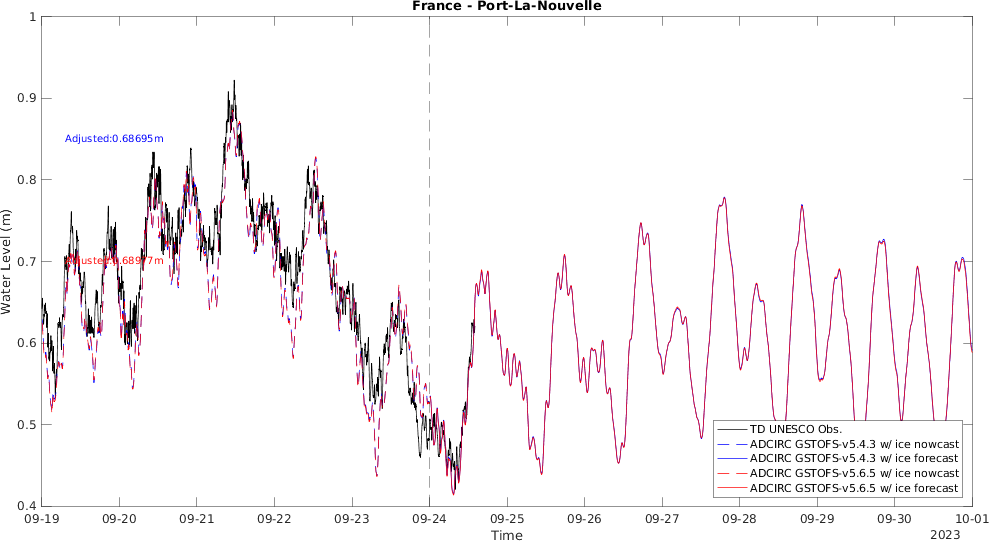 France - Port-La-Nouvelle
Water Level (m)
1
0.9
0.8
0.7
0.6
0.5
0.4
Adjusted:0.68695m
Adjusted:0.68977m
TD UNESCO Obs.
ADCIRC GSTOFS-v5.4.3 w/ ice nowcast
ADCIRC GSTOFS-v5.4.3 w/ ice forecast
ADCIRC GSTOFS-v5.6.5 w/ ice nowcast
ADCIRC GSTOFS-v5.6.5 w/ ice forecast
09-19 09-20 09-21 09-22 09-23 09-24 09-25 09-26 09-27 09-28 09-29 09-30 10-01
Time
2023